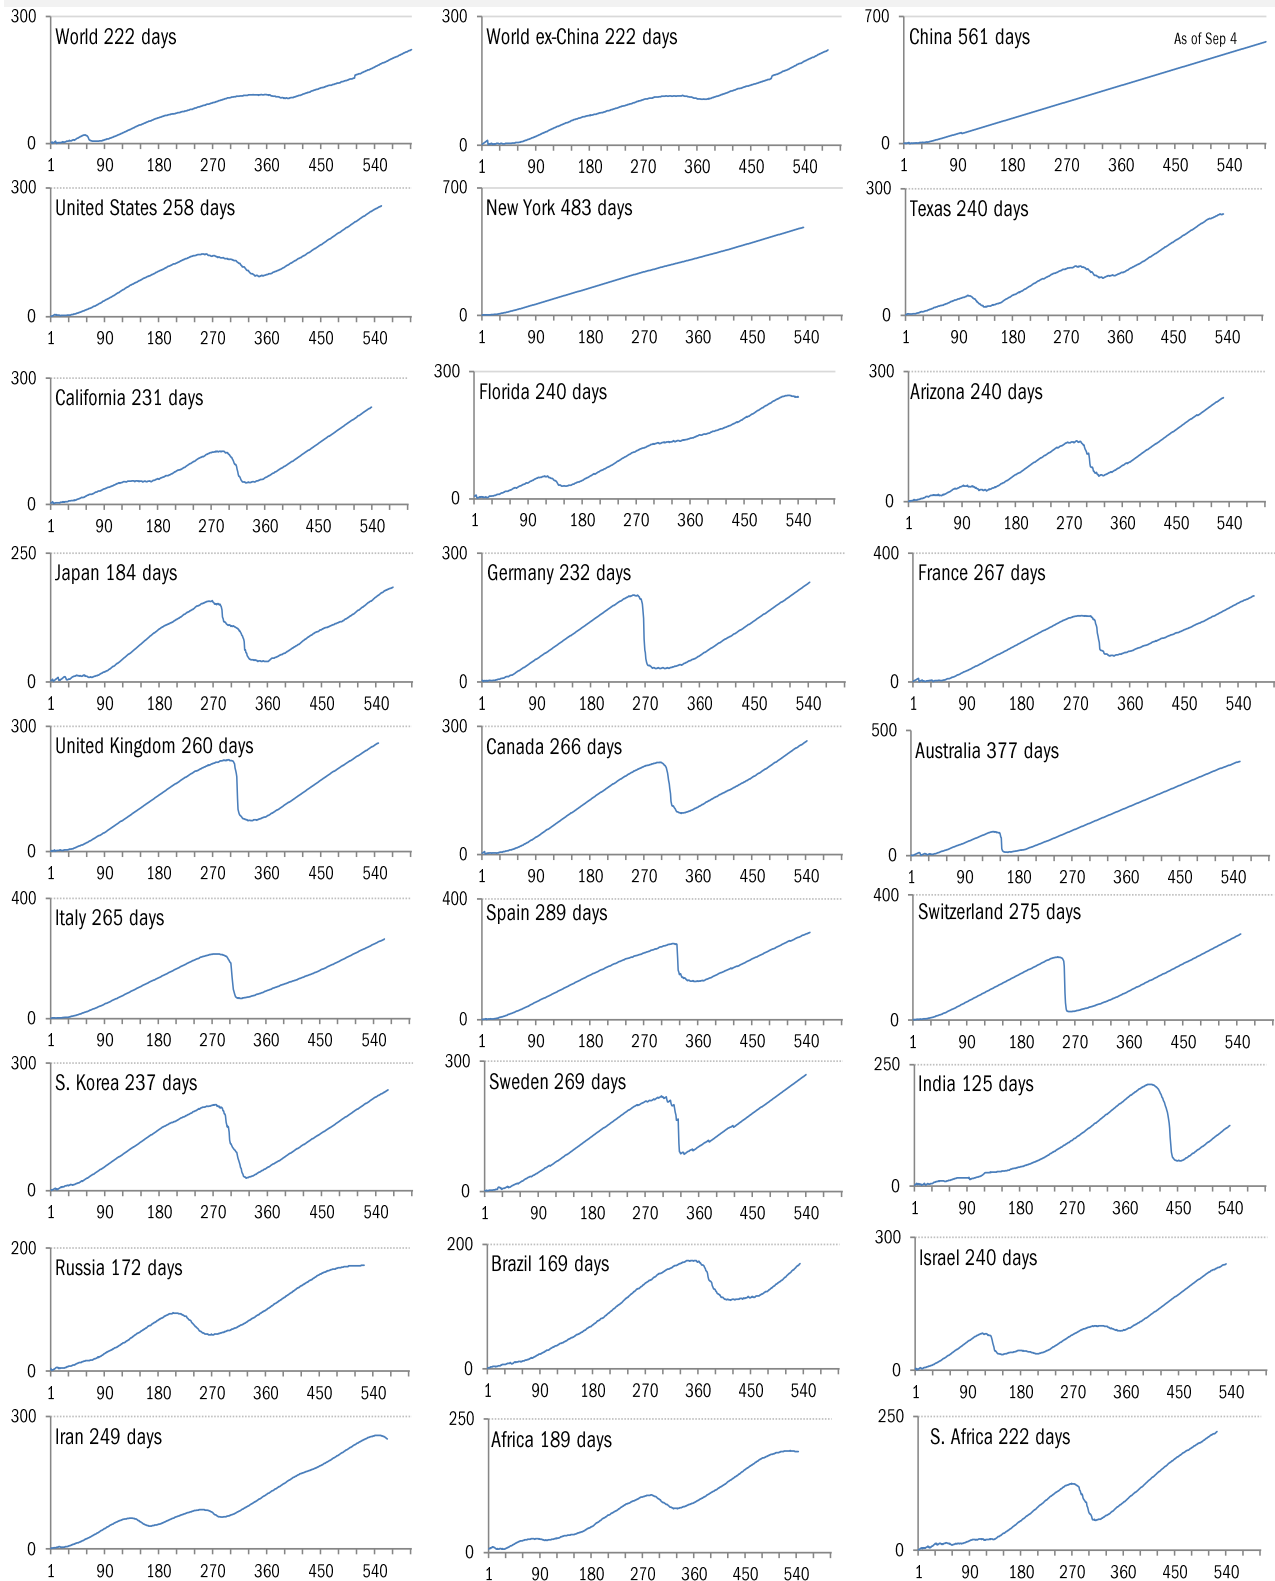 300 300 700
World 222 days World ex-China 222 days China 561 days As of Sep 4
0 0 0
1 90 180 270 360 450 540 1 90 180 270 360 450 540 1 90 180 270 360 450 540
300 700 300
United States 258 days New York 483 days Texas 240 days
0 0 0
1 90 180 270 360 450 540 1 90 180 270 360 450 540 1 90 180 270 360 450 540
300 300 300
California 231 days Florida 240 days Arizona 240 days
0 0 0
1 90 180 270 360 450 540 1 90 180 270 360 450 540 1 90 180 270 360 450 540
250 300 400
Japan 184 days Germany 232 days France 267 days
0 0 0
1 90 180 270 360 450 540 1 90 180 270 360 450 540 1 90 180 270 360 450 540
300 300 500
United Kingdom 260 days Canada 266 days Australia 377 days
0 0 0
1 90 180 270 360 450 540 1 90 180 270 360 450 540 1 90 180 270 360 450 540
400 400 400
Italy 265 days Spain 289 days Switzerland 275 days
0 0 0
1 90 180 270 360 450 540 1 90 180 270 360 450 540 1 90 180 270 360 450 540
300 300 250
S. Korea 237 days Sweden 269 days India 125 days
0 0 0
1 90 180 270 360 450 540 1 90 180 270 360 450 540 1 90 180 270 360 450 540
200 200 300
Russia 172 days Brazil 169 days Israel 240 days
0 0 0
1 90 180 270 360 450 540 1 90 180 270 360 450 540 1 90 180 270 360 450 540
300 250 250
Iran 249 days Africa 189 days S. Africa 222 days
0 0 0
1 90 180 270 360 450 540 1 90 180 270 360 450 540 1 90 180 270 360 450 540